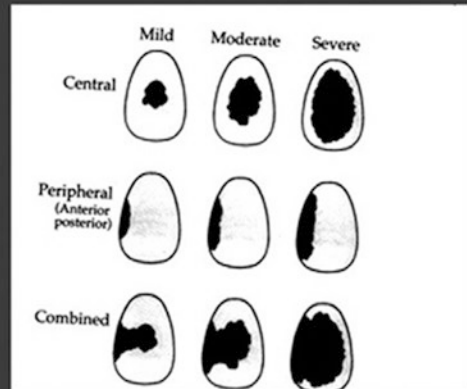 Mild Moderate Severe
Central
Peripheral
(Anterior
posterior)
Combined